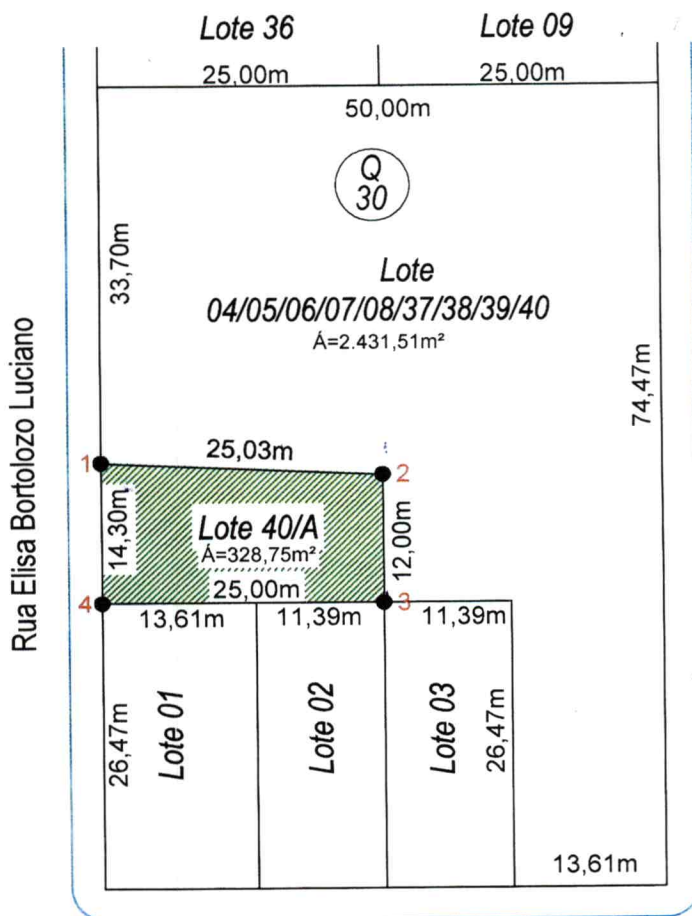 Lote 36
Lote 09
25,00m
25,00m
50,00m
Q
30
33,70m
Lote
04/05/06/07/08/37/38/39/40
Á=2.431,51m²
74,47m
Rua Elisa Bortolozo Luciano
1
25,03m
2
14,30m
Lote 40/A
Á=328,75m²
12,00m
25,00m
4
3
13,61m
11,39m
11,39m
26,47m
Lote 01
Lote 02
Lote 03
26,47m
13,61m